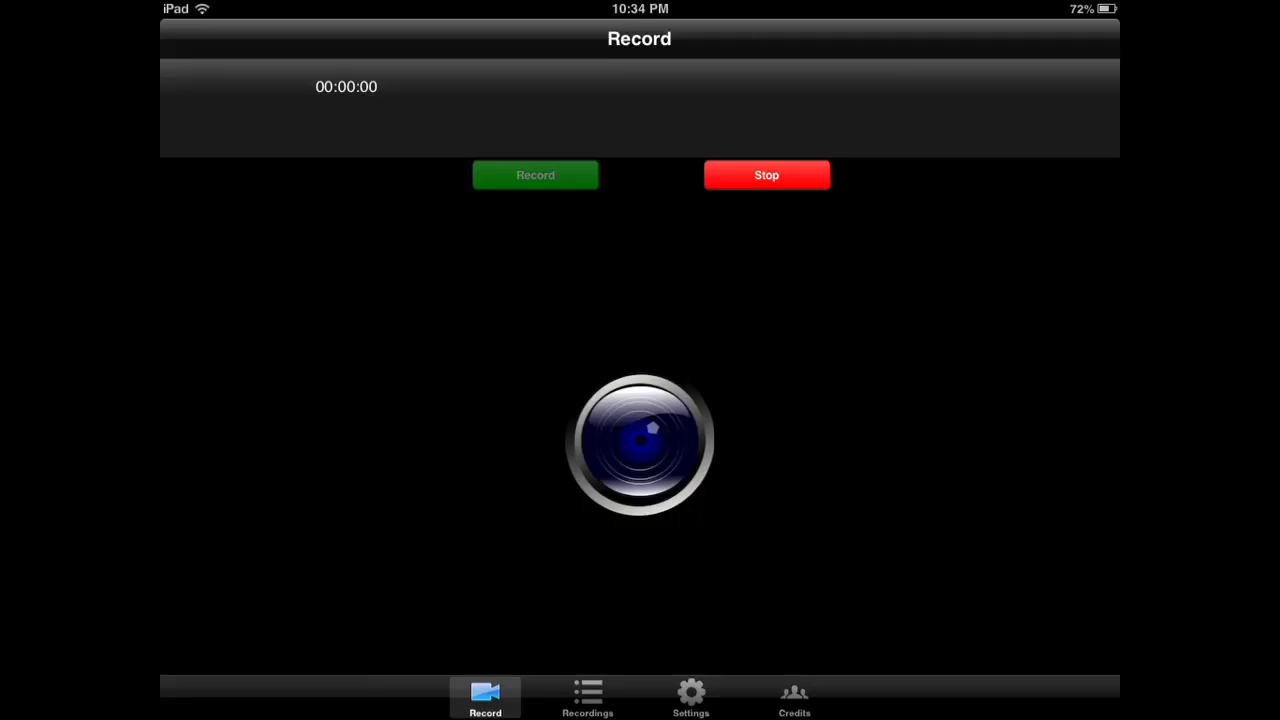 iPad
10:34 PM
72%
Record
00:00:00
Record
Stop
Record
Recordings
Settings
Credits